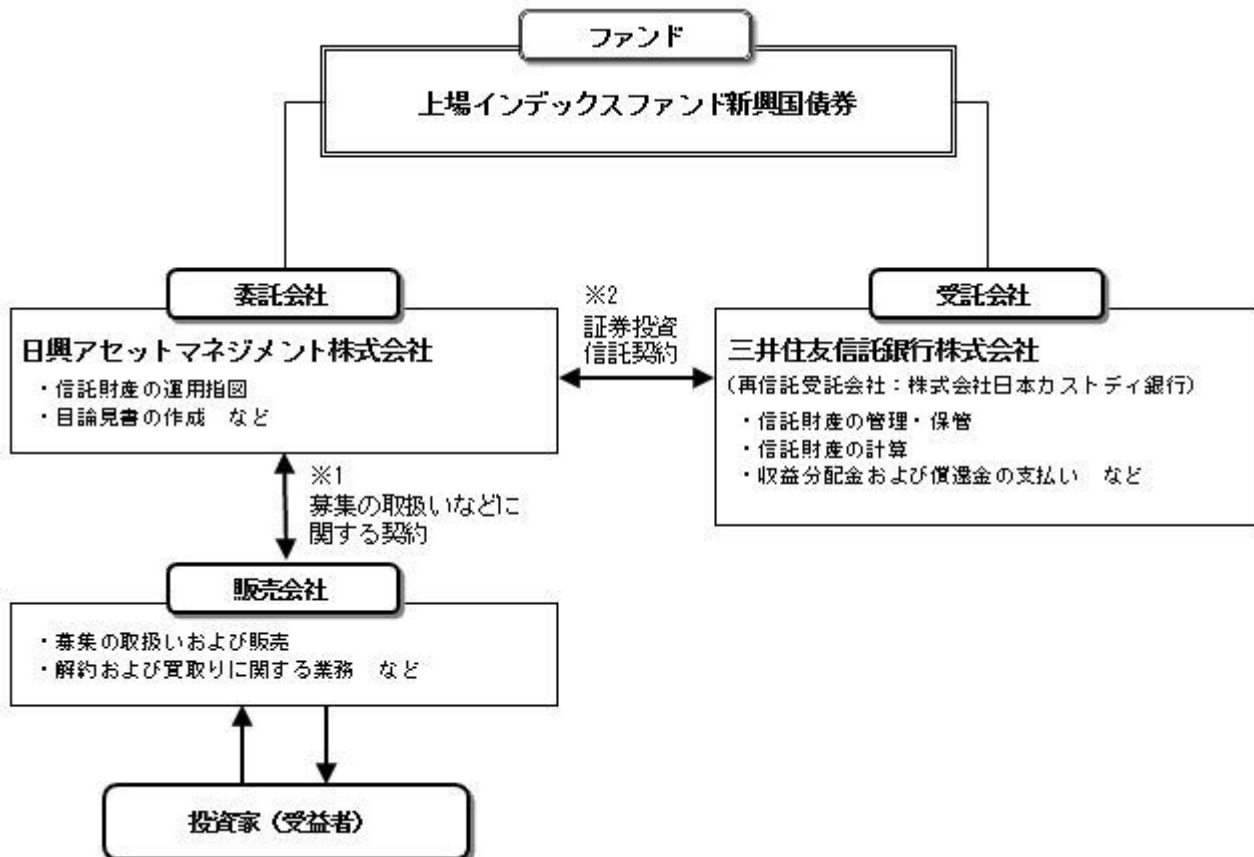 ファンド
上場インデックスファンド新興国債券
委託会社
日興アセットマネジメント株式会社
・信託財産の運用指図
・目論見書の作成　など
※2
証券投資
信託契約
受託会社
三井住友信託銀行株式会社
（再信託受託会社：株式会社日本カストディ銀行）
・信託財産の管理・保管
・信託財産の計算
・収益分配金および償還金の支払い　など
※1
募集の取扱いなどに
関する契約
販売会社
・募集の取扱いおよび販売
・解約および買取りに関する業務　など
投資家（受益者）